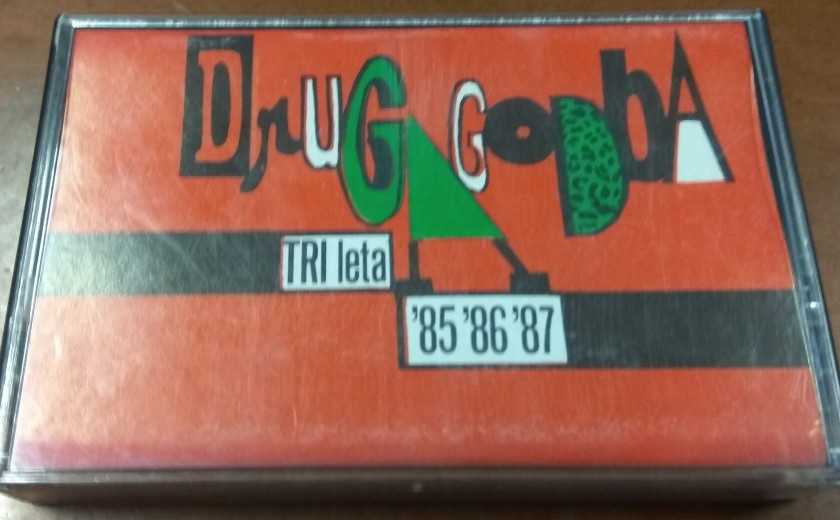 DruGA GODbA
TRI leta
'85 '86 '87